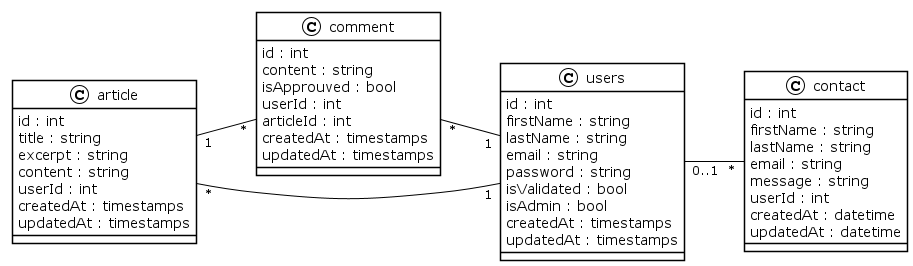 C article
id : int
title : string
excerpt : string
content : string
userId : int
createdAt : timestamps
updatedAt : timestamps
C comment
id : int
content : string
isApprouved : bool
userId : int
articleId : int
createdAt : timestamps
updatedAt : timestamps
C users
id : int
firstName : string
lastName : string
email : string
password : string
isValidated : bool
isAdmin : bool
createdAt : timestamps
updatedAt : timestamps
C contact
id : int
firstName : string
lastName : string
email : string
message : string
userId : int
createdAt : datetime
updatedAt : datetime
1 *
* 1
* 1
0..1 *